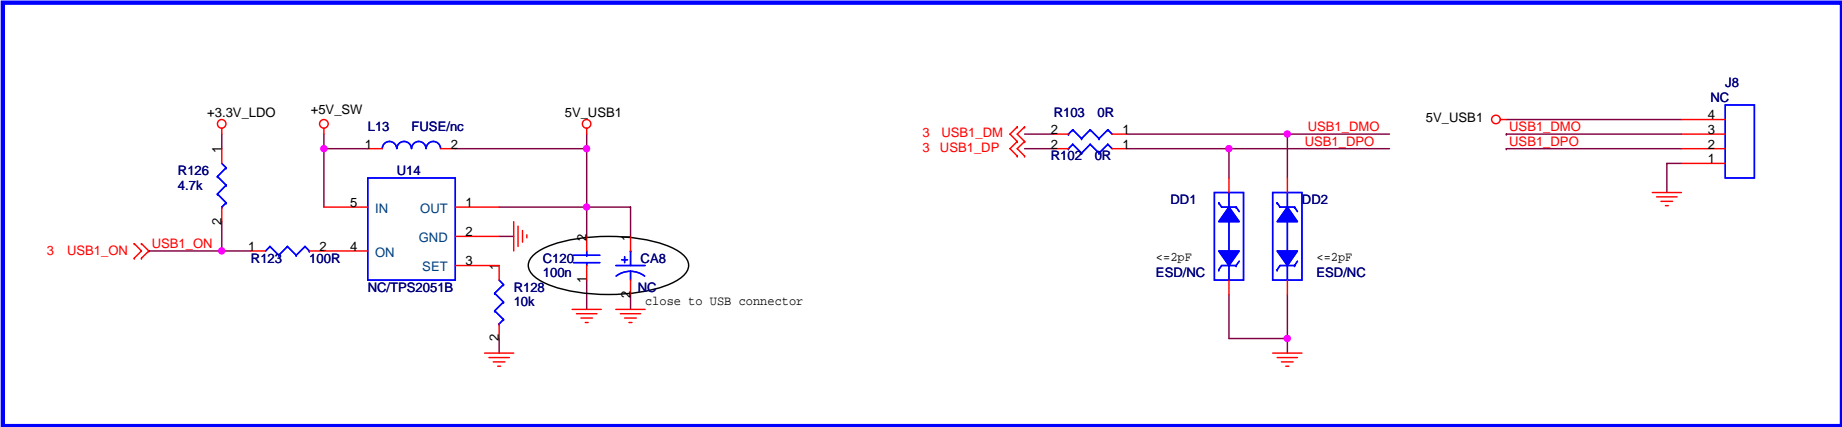 +3.3V_LDO
+5V_SW
5V_USB1
L13 FUSE/nc
1 2
1
R126
4.7k
2
U14
5 IN OUT 1
GND 2
3 USB1_ON USB1_ON
1 2 4 ON
R123 100R
SET 3
NC/TPS2051B
1
R128
10k
2
2
C120
100n
1
1
+ CA8
NC
2
close to USB connector
R103 0R
3 USB1_DM 2 1 USB1_DMO
3 USB1_DP 2 1 USB1_DPO
R102 0R
DD1 DD2
<=2pF <=2pF
ESD/NC ESD/NC
J8
NC
5V_USB1 4
USB1_DMO 3
USB1_DPO 2
1